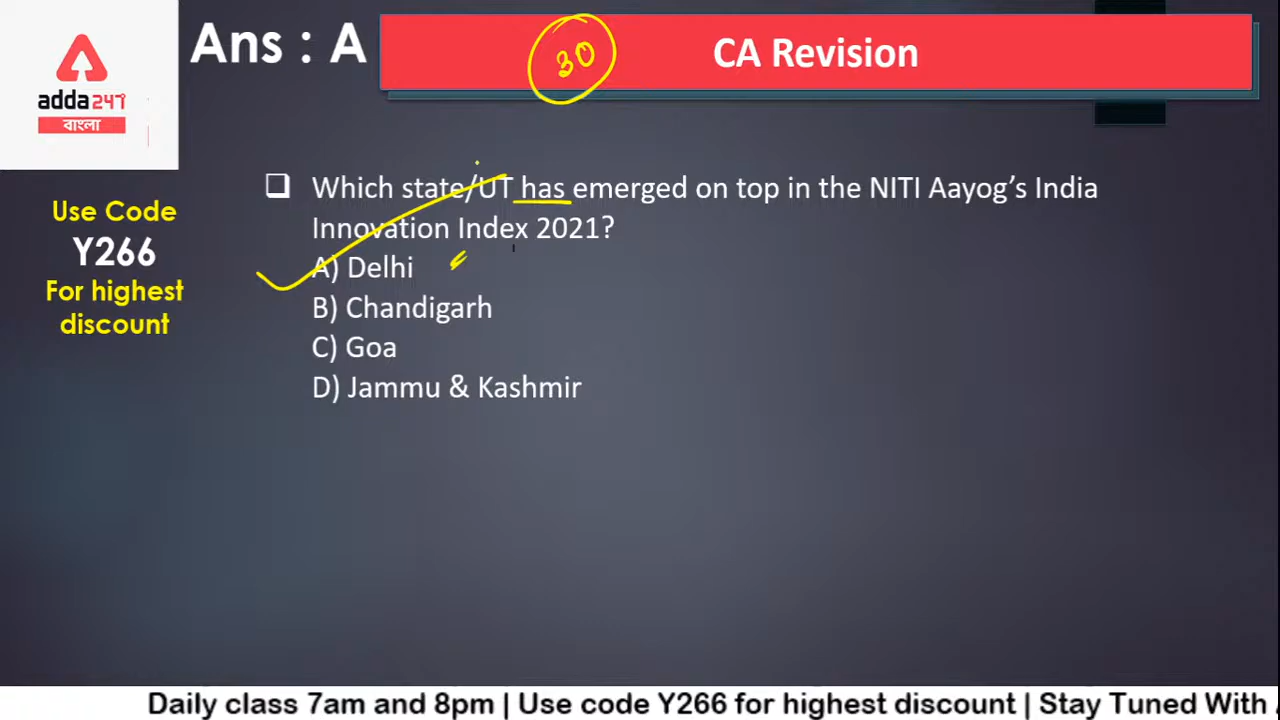 Ans : A
30
CA Revision
adda247
বাংলা
Use Code
Y266
For highest
discount
❑ Which state/UT has emerged on top in the NITI Aayog’s India
Innovation Index 2021?
A) Delhi
B) Chandigarh
C) Goa
D) Jammu & Kashmir
Daily class 7am and 8pm | Use code Y266 for highest discount | Stay Tuned With